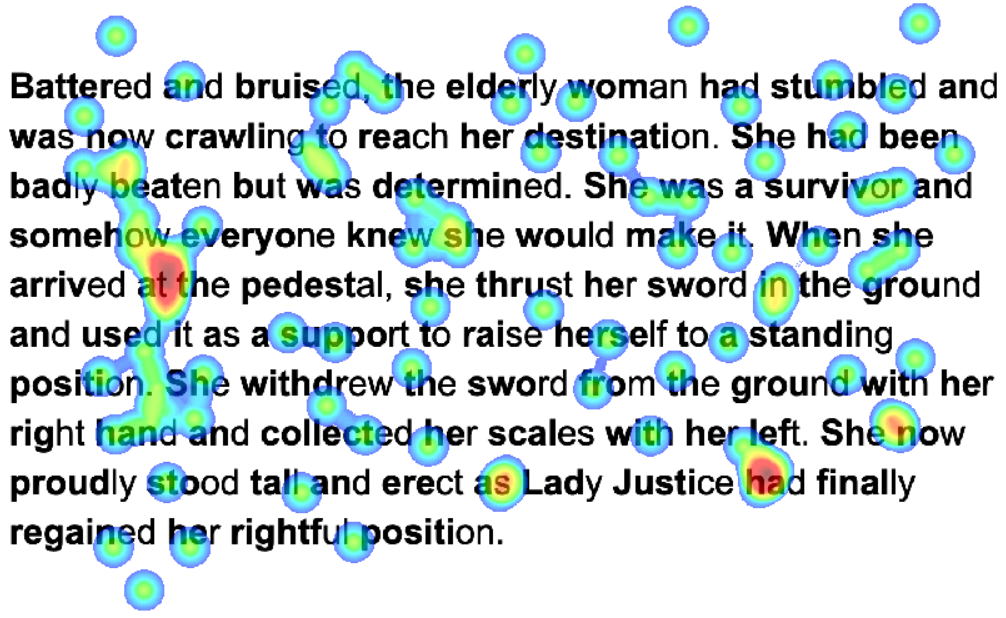 Battered and bruised, the elderly woman had stumbled and
was now crawling to reach her destination. She had been
badly beaten but was determined. She was a survivor and
somehow everyone knew she would make it. When she
arrived at the pedestal, she thrust her sword in the ground
and used it as a support to raise herself to a standing
position. She withdrew the sword from the ground with her
right hand and collected her scales with her left. She now
proudly stood tall and erect as Lady Justice had finally
regained her rightful position.